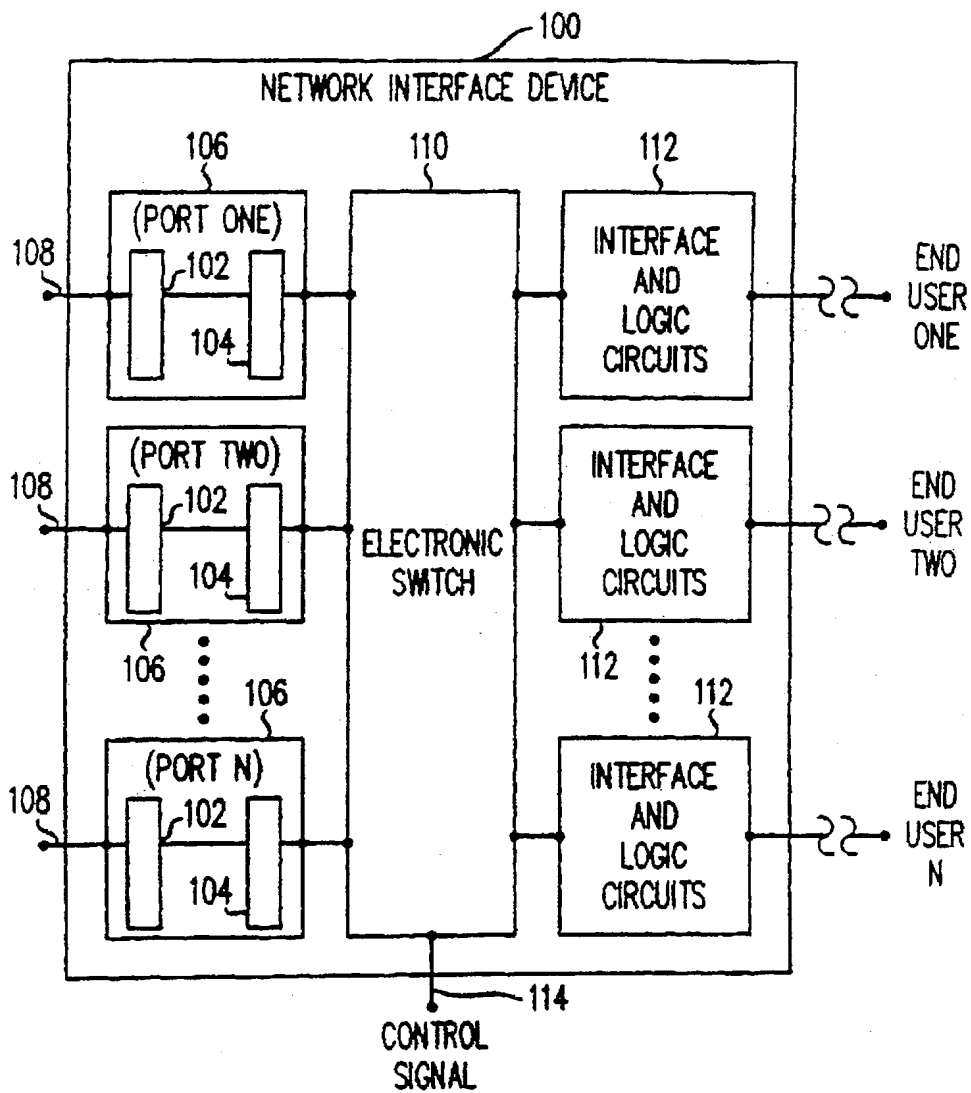 100
NETWORK INTERFACE DEVICE
106
110
112
(PORT ONE)
108
102
104
INTERFACE
AND
LOGIC
CIRCUITS
END
USER
ONE
(PORT TWO)
108
102
104
106
ELECTRONIC
SWITCH
INTERFACE
AND
LOGIC
CIRCUITS
112
END
USER
TWO
106
(PORT N)
108
102
104
112
INTERFACE
AND
LOGIC
CIRCUITS
END
USER
N
114
CONTROL
SIGNAL